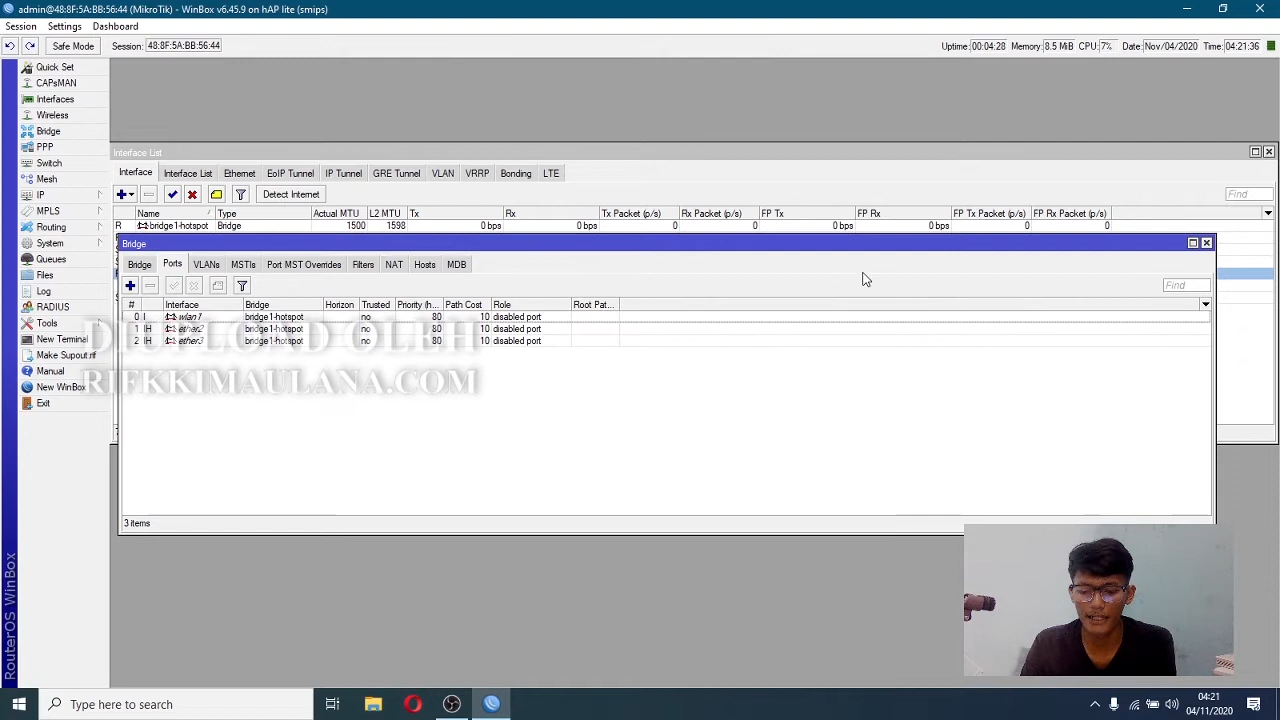 admin@48:8F:5A:BB:56:44 (MikroTik) - WinBox v6.45.9 on hAP lite (smips)
Session Settings Dashboard
Safe Mode Session: 48:8F:5A:BB:56:44 Uptime: 00:04:28 Memory: 8.5 MiB CPU: 7% Date: Nov/04/2020 Time: 04:21:36
Quick Set
CAPsMAN
Interfaces
Wireless
Bridge
PPP
Switch
Mesh
IP
MPLS
Routing
System
Queues
Files
Log
RADIUS
Tools
New Terminal
Make Supout.rif
Manual
New WinBox
Exit
RouterOS WinBox
Interface List
Interface Interface List Ethernet EoIP Tunnel IP Tunnel GRE Tunnel VLAN VRRP Bonding LTE
Detect Internet Find
Name Type Actual MTU L2 MTU Tx Rx Tx Packet (p/s) Rx Packet (p/s) FP Tx FP Rx FP Tx Packet (p/s) FP Rx Packet (p/s)
R bridge1-hotspot Bridge 1500 1598 0 bps 0 bps 0 0 0 bps 0 bps 0 0
Bridge
Bridge Ports VLANs MSTIs Port MST Overrides Filters NAT Hosts MDB
Find
# Interface Bridge Horizon Trusted Priority (h... Path Cost Role Root Pat...
0 I wlan1 bridge1-hotspot no 80 10 disabled port
1 IH ether2 bridge1-hotspot no 80 10 disabled port
2 IH ether3 bridge1-hotspot no 80 10 disabled port
3 items
DIUPLOAD OLEH
RIFKKIMAULANA.COM
Type here to search
04:21
04/11/2020